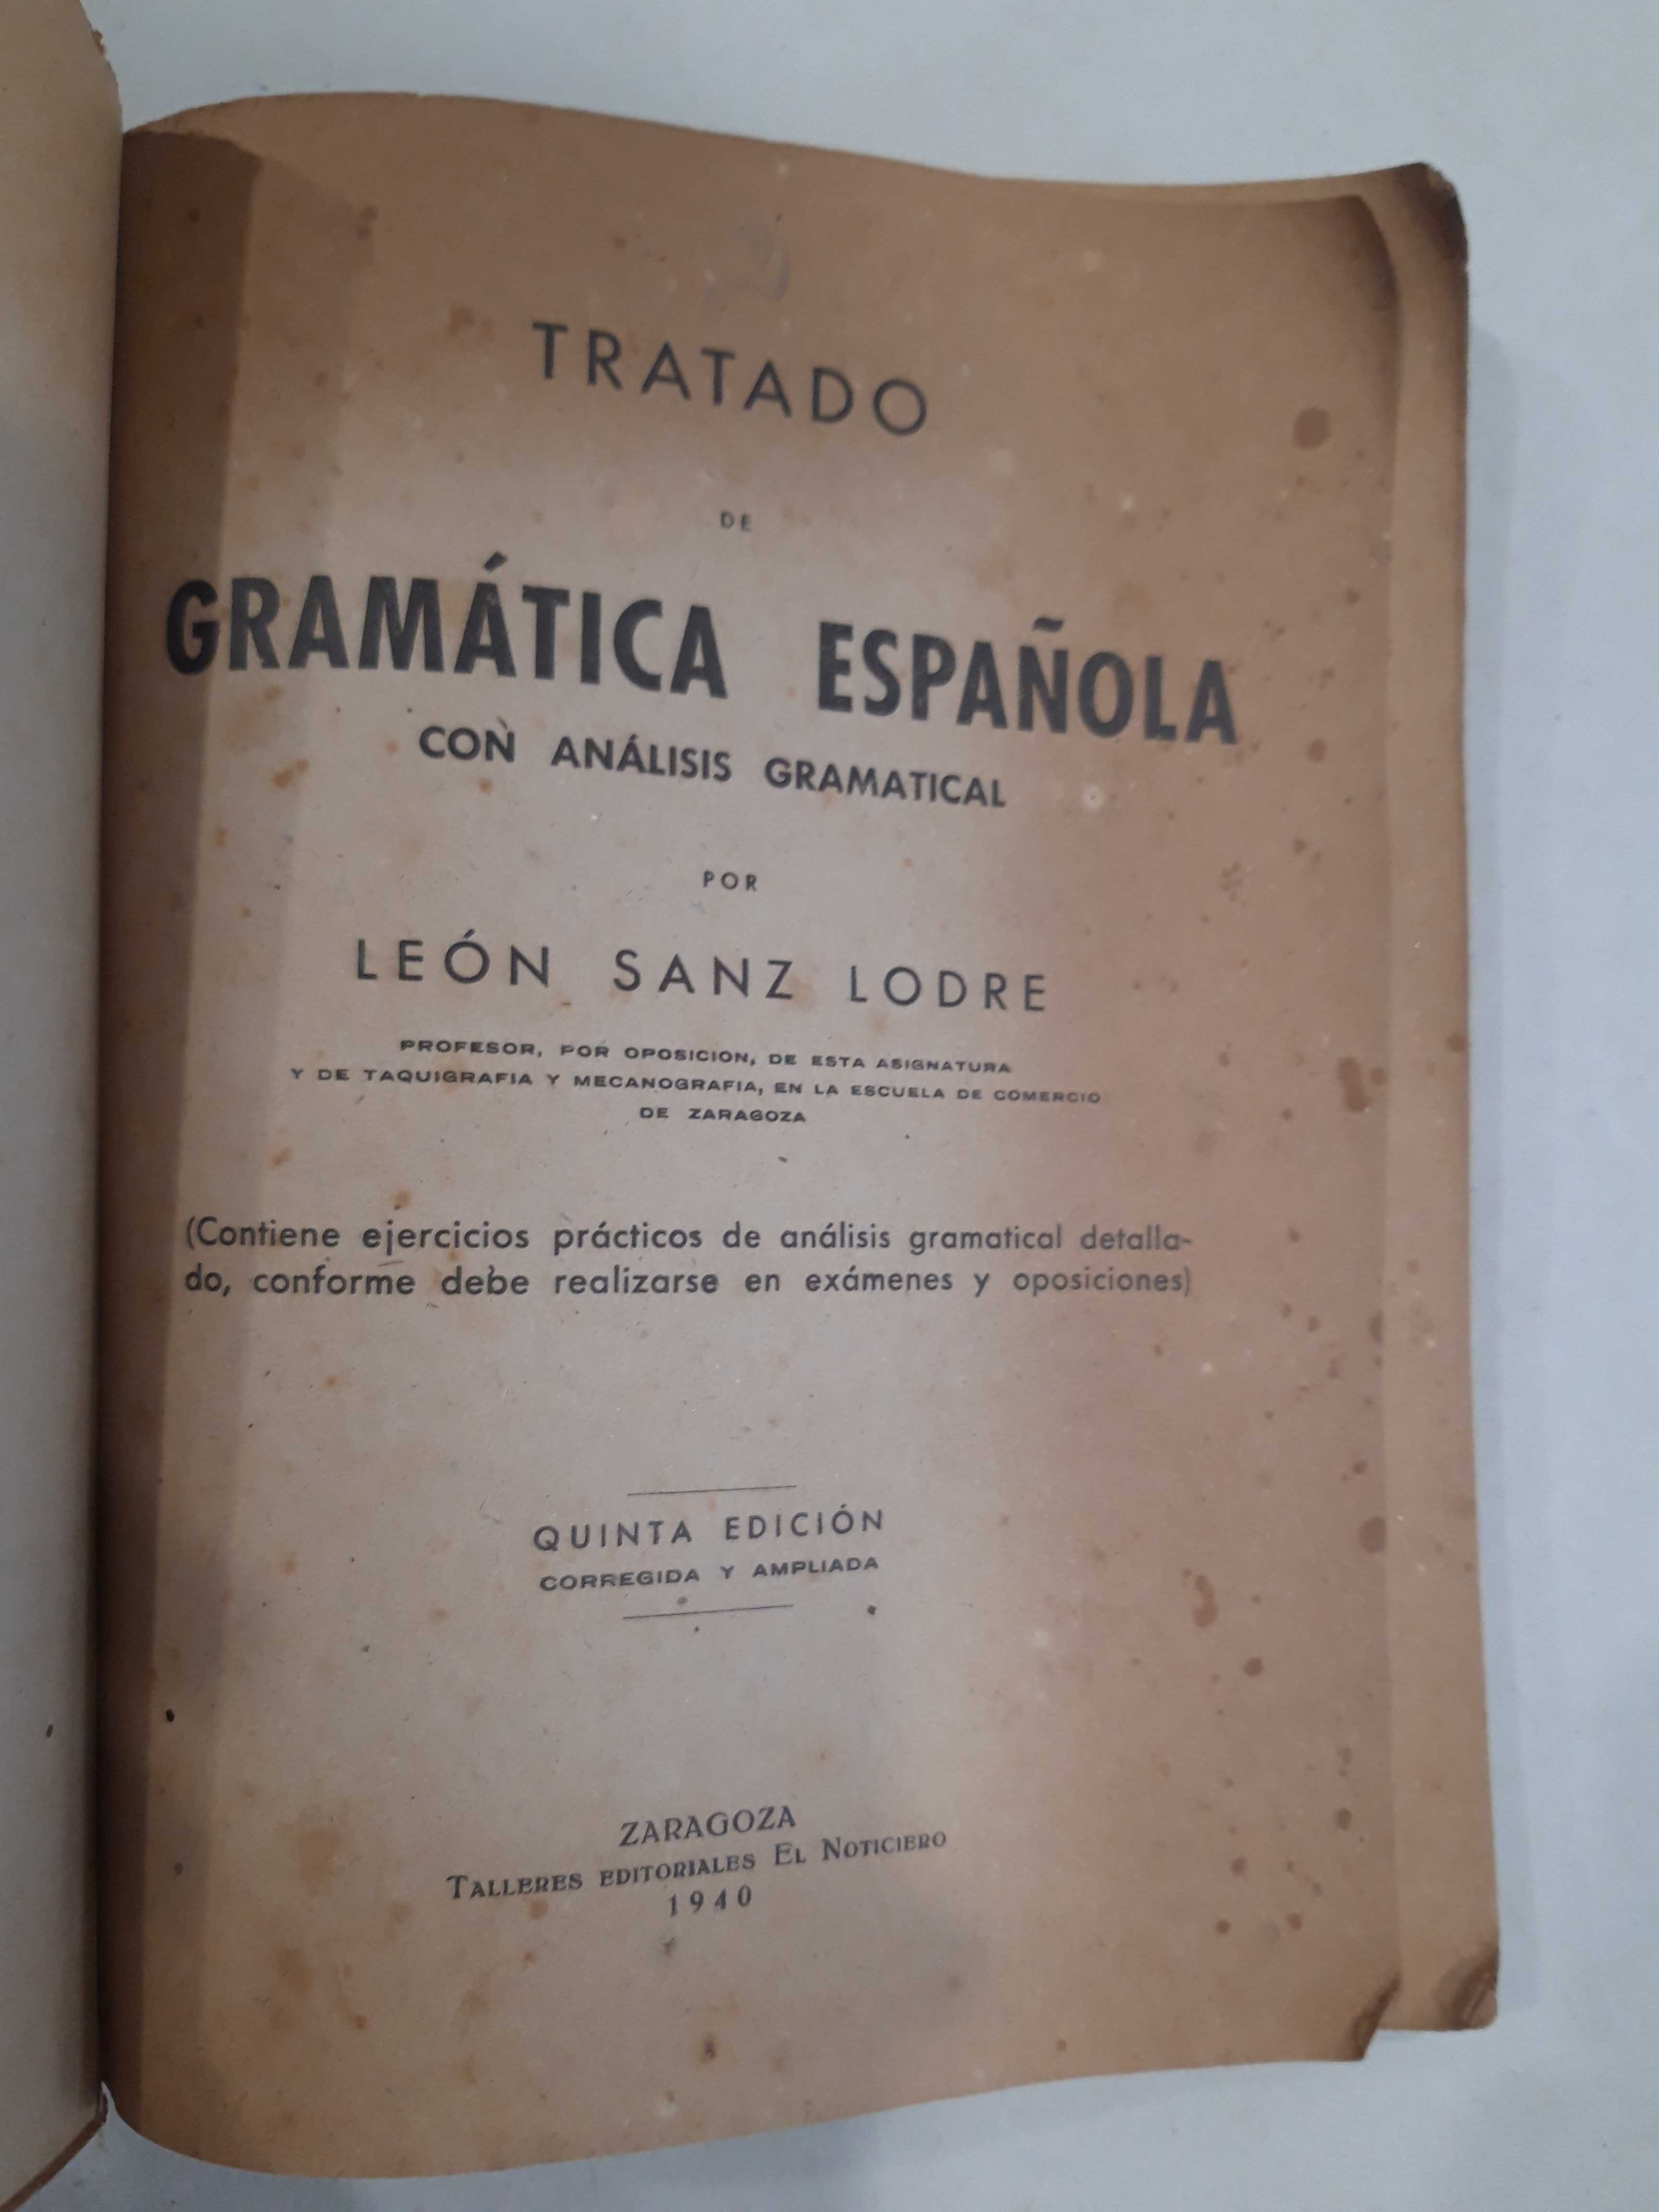 TRATADO
DE
GRAMÁTICA ESPAÑOLA
CON ANÁLISIS GRAMATICAL
POR
LEÓN SANZ LODRE
PROFESOR, POR OPOSICION, DE ESTA ASIGNATURA
Y DE TAQUIGRAFIA Y MECANOGRAFIA, EN LA ESCUELA DE COMERCIO
DE ZARAGOZA
(Contiene ejercicios prácticos de análisis gramatical detalla-
do, conforme debe realizarse en exámenes y oposiciones)
QUINTA EDICIÓN
CORREGIDA Y AMPLIADA
ZARAGOZA
TALLERES EDITORIALES EL NOTICIERO
1940